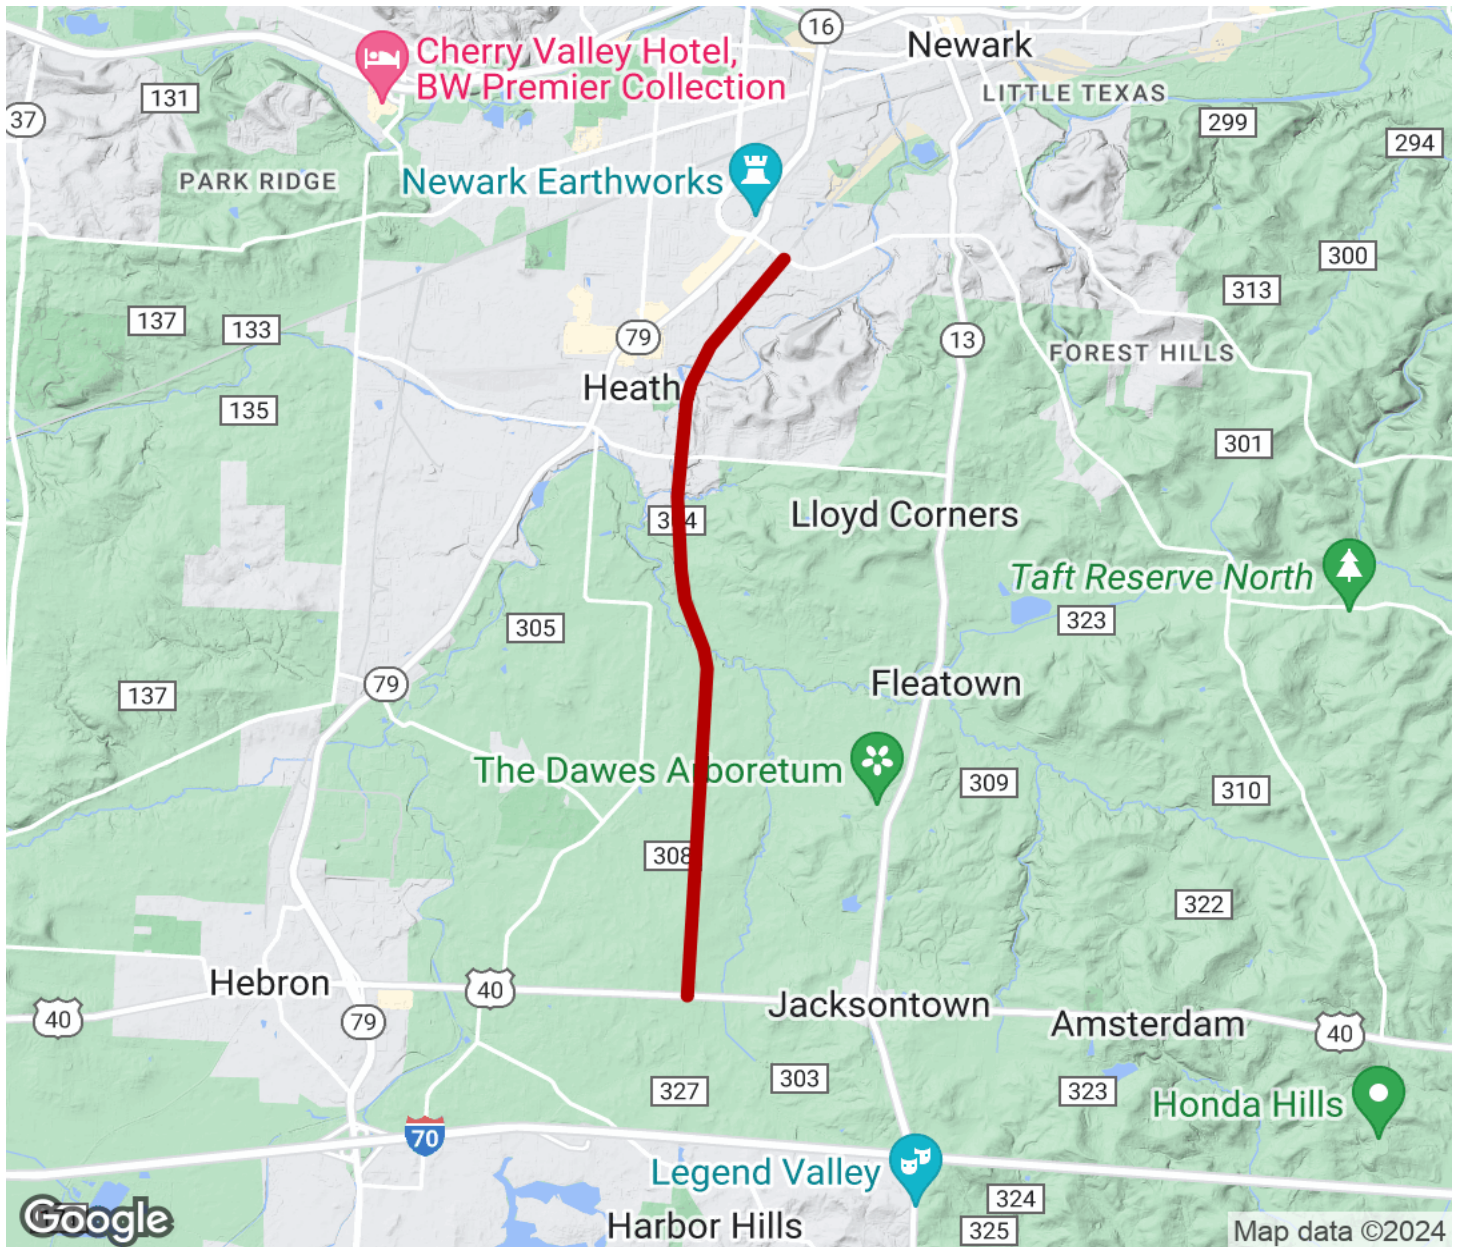 16
Newark
Cherry Valley Hotel,
BW Premier Collection
131
LITTLE TEXAS
37
299
294
PARK RIDGE
Newark Earthworks
300
313
137
133
79
13
FOREST HILLS
Heath
135
301
Lloyd Corners
Taft Reserve North
305
323
79
Fleatown
137
The Dawes Arboretum
309
310
308
322
Hebron
40
Jacksontown
40
79
Amsterdam
40
303
327
323
Honda Hills
70
Legend Valley
324
Google
Harbor Hills
325
Map data ©2024